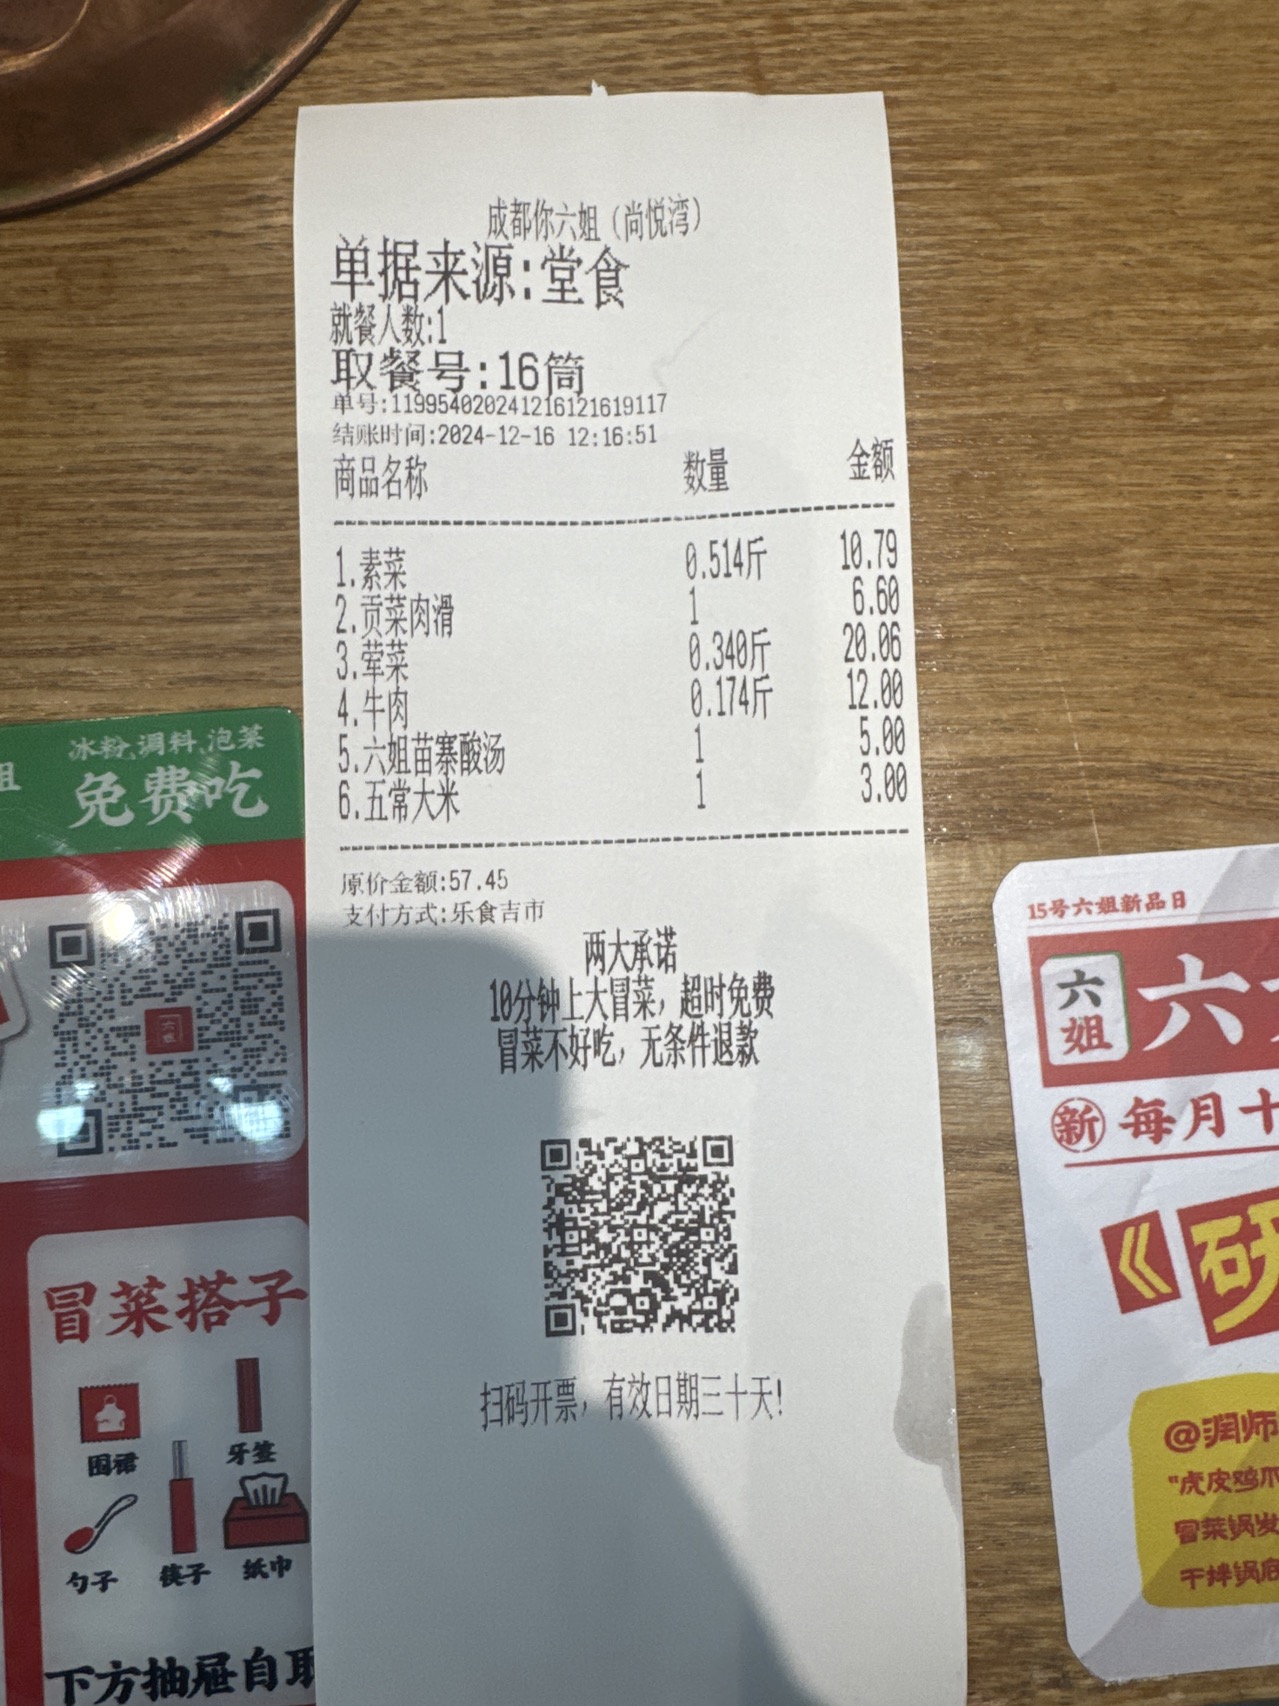 成都你六姐（尚悦湾）
单据来源:堂食
就餐人数:1
取餐号:16筒
单号:11995402024121612161​9117
结账时间:2024-12-16 12:16:51
商品名称 数量 金额
1.素菜 0.514斤 10.79
2.贡菜肉滑 1 6.60
3.荤菜 0.340斤 20.06
4.牛肉 0.174斤 12.00
5.六姐苗寨酸汤 1 5.00
6.五常大米 1 3.00
原价金额:57.45
支付方式:乐食吉市
两大承诺
10分钟上大冒菜，超时免费
冒菜不好吃，无条件退款
扫码开票，有效日期三十天!
姐
冰粉、调料、泡菜
免费吃
六姐
冒菜搭子
围裙
牙签
勺子
筷子
纸巾
下方抽屉自取
15号六姐新品日
六姐
六
新
每月十
《研
@润师
"虎皮鸡爪
冒菜锅发
干拌锅底